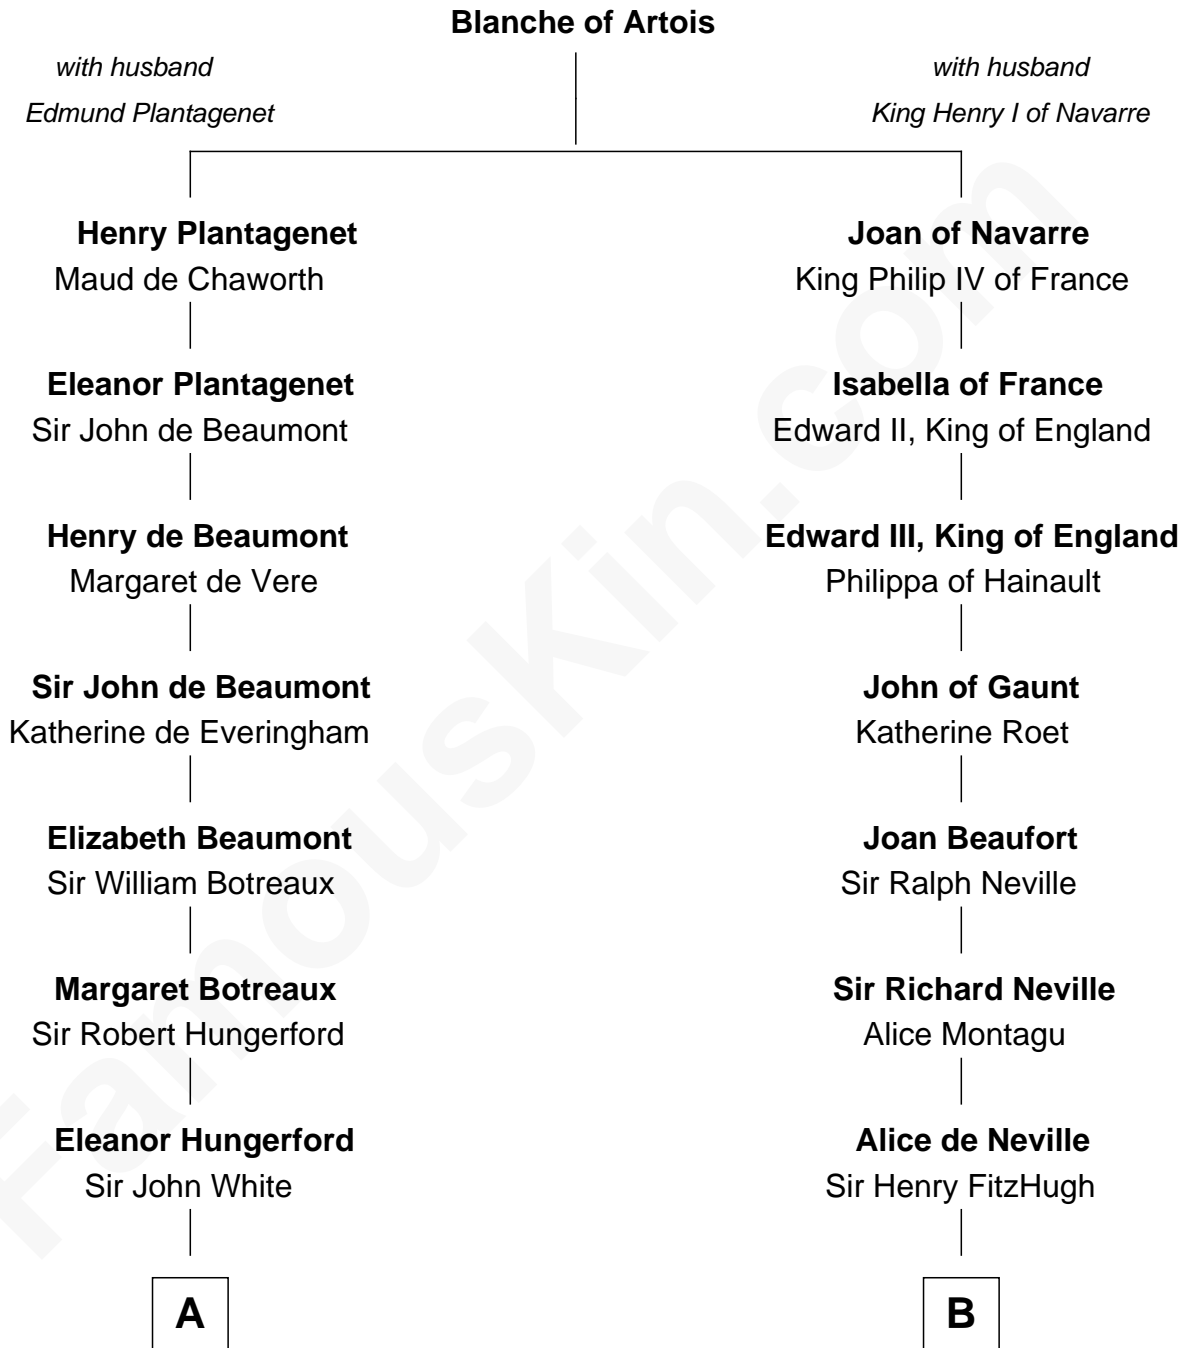 Blanche of Artois
with husband
Edmund Plantagenet
with husband
King Henry I of Navarre
Henry Plantagenet
Maud de Chaworth
Joan of Navarre
King Philip IV of France
Eleanor Plantagenet
Sir John de Beaumont
Isabella of France
Edward II, King of England
Henry de Beaumont
Margaret de Vere
Edward III, King of England
Philippa of Hainault
Sir John de Beaumont
Katherine de Everingham
John of Gaunt
Katherine Roet
Elizabeth Beaumont
Sir William Botreaux
Joan Beaufort
Sir Ralph Neville
Margaret Botreaux
Sir Robert Hungerford
Sir Richard Neville
Alice Montagu
Eleanor Hungerford
Sir John White
Alice de Neville
Sir Henry FitzHugh
A
B
FamousKin.com